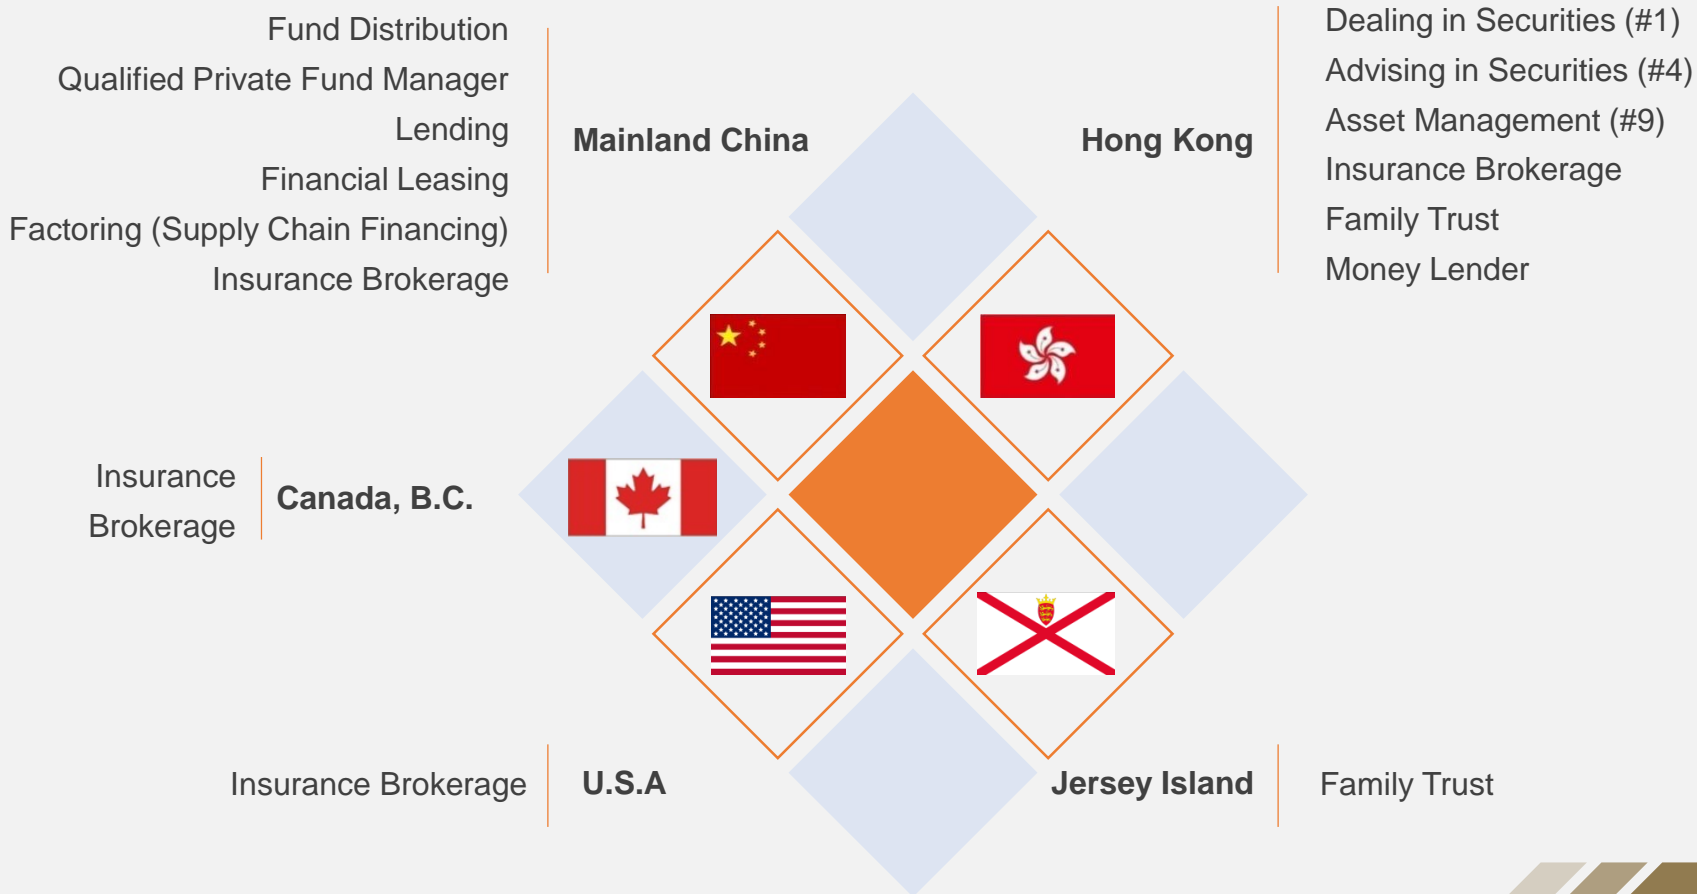 Fund Distribution
Qualified Private Fund Manager
Lending
Financial Leasing
Factoring (Supply Chain Financing)
Insurance Brokerage
Mainland China
Hong Kong
Dealing in Securities (#1)
Advising in Securities (#4)
Asset Management (#9)
Insurance Brokerage
Family Trust
Money Lender
Insurance
Brokerage
Canada, B.C.
Insurance Brokerage
U.S.A
Jersey Island
Family Trust